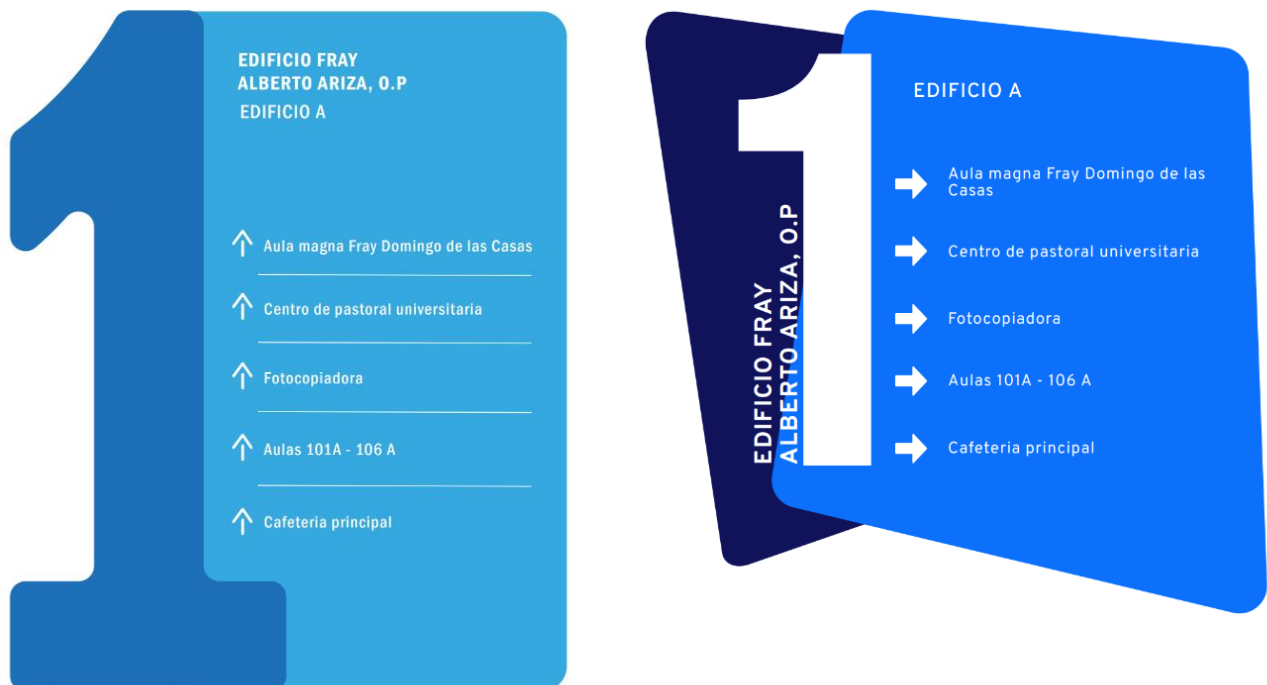 1
EDIFICIO FRAY
ALBERTO ARIZA, O.P
EDIFICIO A
Aula magna Fray Domingo de las Casas
Centro de pastoral universitaria
Fotocopiadora
Aulas 101A - 106 A
Cafeteria principal
1
EDIFICIO FRAY
ALBERTO ARIZA, O.P
EDIFICIO A
Aula magna Fray Domingo de las
Casas
Centro de pastoral universitaria
Fotocopiadora
Aulas 101A - 106 A
Cafeteria principal